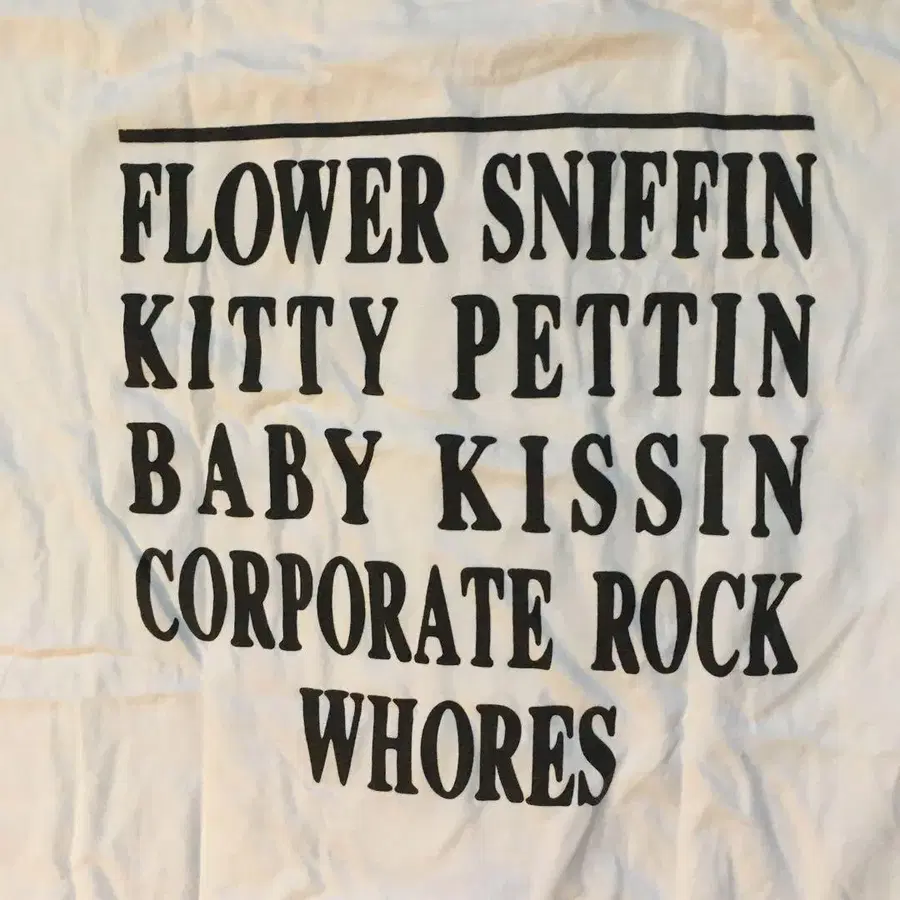 FLOWER SNIFFIN
KITTY PETTIN
BABY KISSIN
CORPORATE ROCK
WHORES